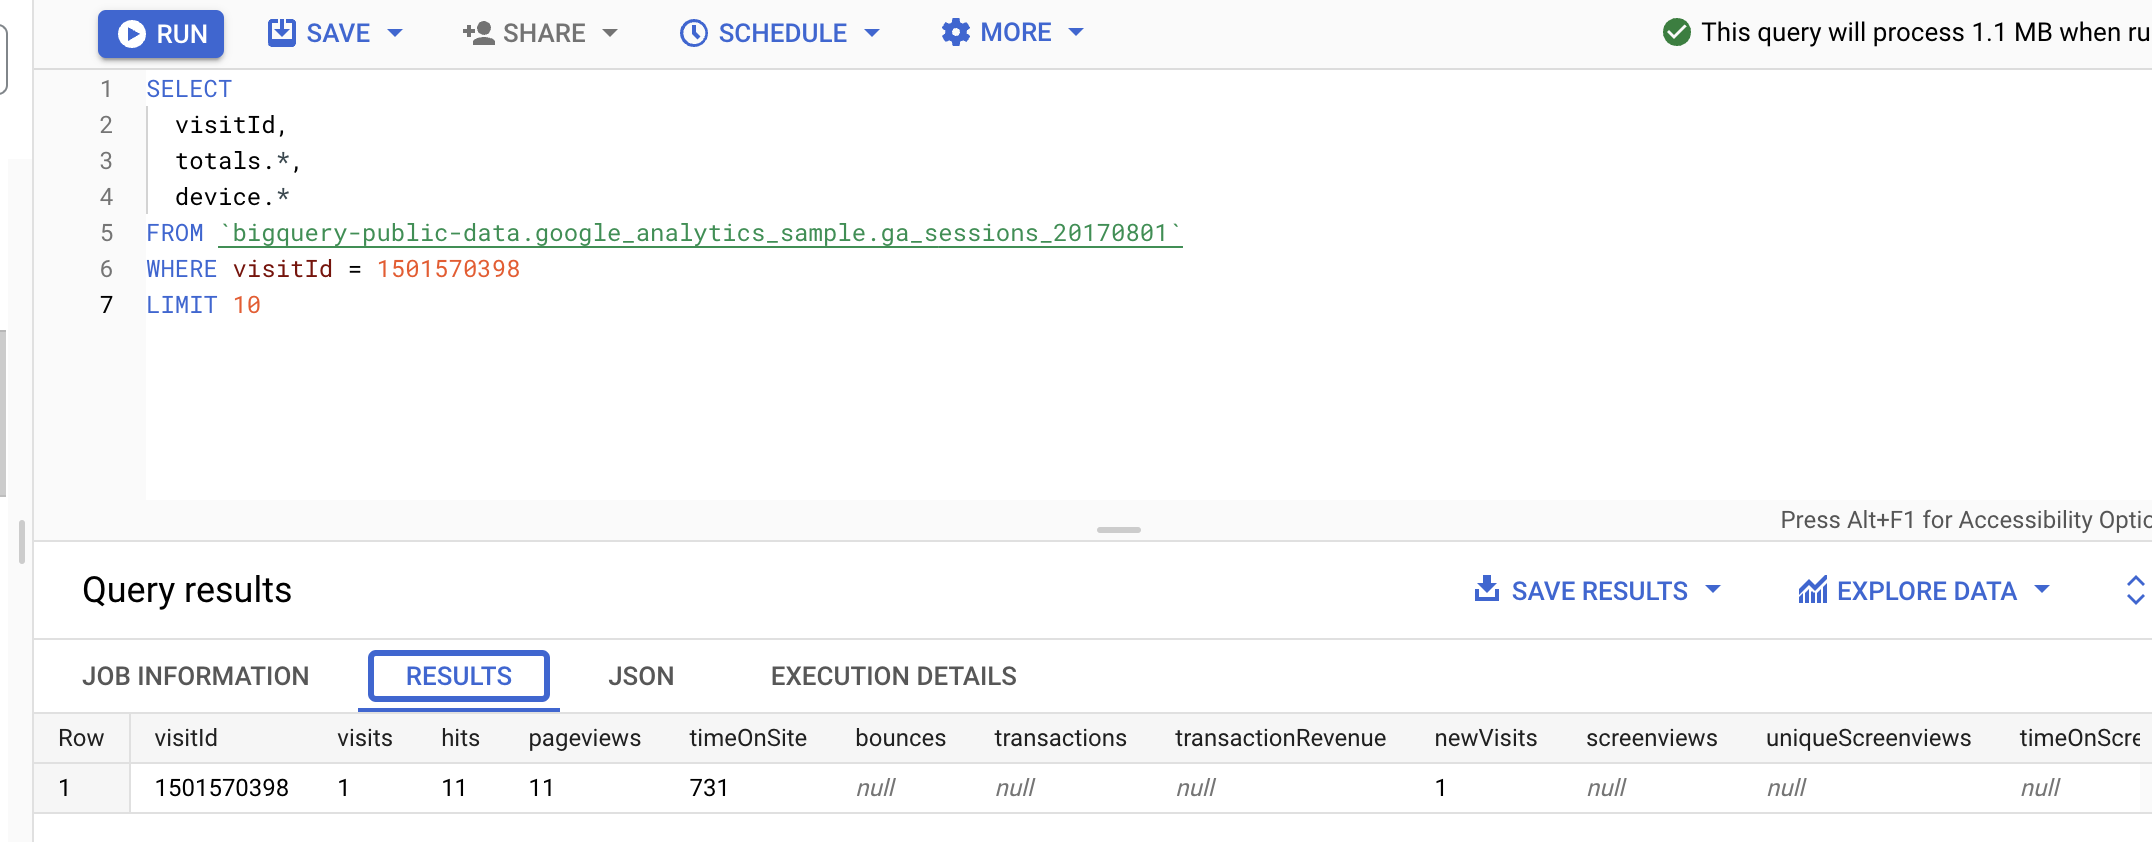 RUN SAVE SHARE SCHEDULE MORE This query will process 1.1 MB when ru
1 SELECT
2 visitId,
3 totals.*,
4 device.*
5 FROM `bigquery-public-data.google_analytics_sample.ga_sessions_20170801`
6 WHERE visitId = 1501570398
7 LIMIT 10
Press Alt+F1 for Accessibility Optio
Query results SAVE RESULTS EXPLORE DATA
JOB INFORMATION RESULTS JSON EXECUTION DETAILS
Row visitId visits hits pageviews timeOnSite bounces transactions transactionRevenue newVisits screenviews uniqueScreenviews timeOnScre
1 1501570398 1 11 11 731 null null null 1 null null null